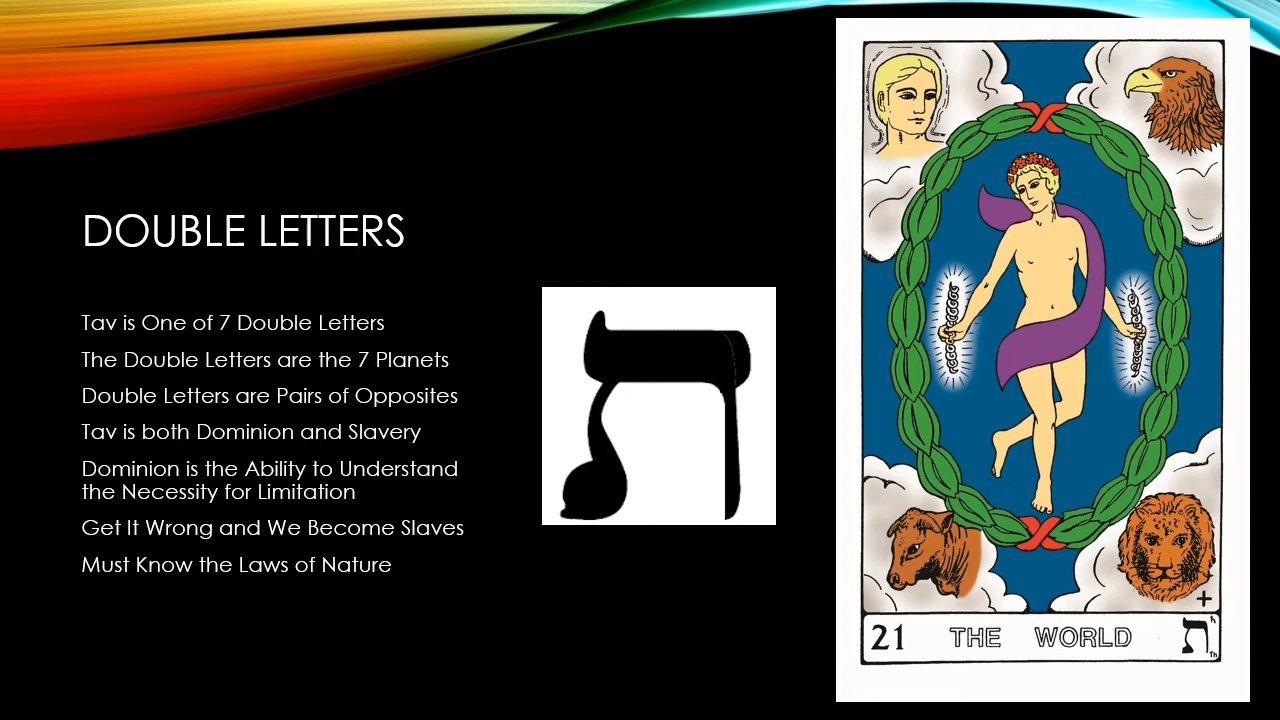 DOUBLE LETTERS
Tav is One of 7 Double Letters
The Double Letters are the 7 Planets
Double Letters are Pairs of Opposites
Tav is both Dominion and Slavery
Dominion is the Ability to Understand
the Necessity for Limitation
Get It Wrong and We Become Slaves
Must Know the Laws of Nature
ת
21 THE WORLD ת
♄
Th